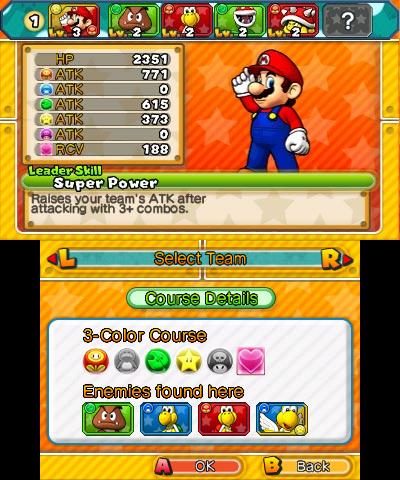 1 Lv.3 Lv.2 Lv.2 Lv.2 Lv.2 ?
HP 2351
ATK 771
ATK 0
ATK 615
ATK 373
ATK 0
RCV 188
Leader Skill
Super Power
Raises your team's ATK after
attacking with 3+ combos.
L Select Team R
Course Details
3-Color Course
Enemies found here
A OK B Back